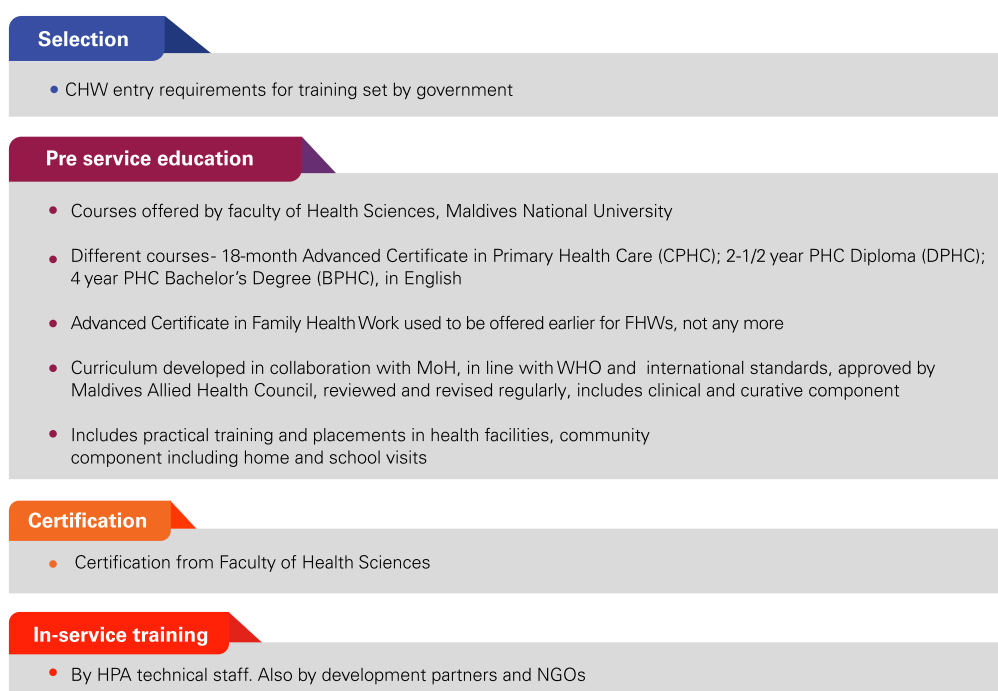 Selection
• CHW entry requirements for training set by government
Pre service education
• Courses offered by faculty of Health Sciences, Maldives National University
• Different courses- 18-month Advanced Certificate in Primary Health Care (CPHC); 2-1/2 year PHC Diploma (DPHC);
4 year PHC Bachelor’s Degree (BPHC), in English
• Advanced Certificate in Family Health Work used to be offered earlier for FHWs, not any more
• Curriculum developed in collaboration with MoH, in line with WHO and international standards, approved by
Maldives Allied Health Council, reviewed and revised regularly, includes clinical and curative component
• Includes practical training and placements in health facilities, community
component including home and school visits
Certification
• Certification from Faculty of Health Sciences
In-service training
• By HPA technical staff. Also by development partners and NGOs